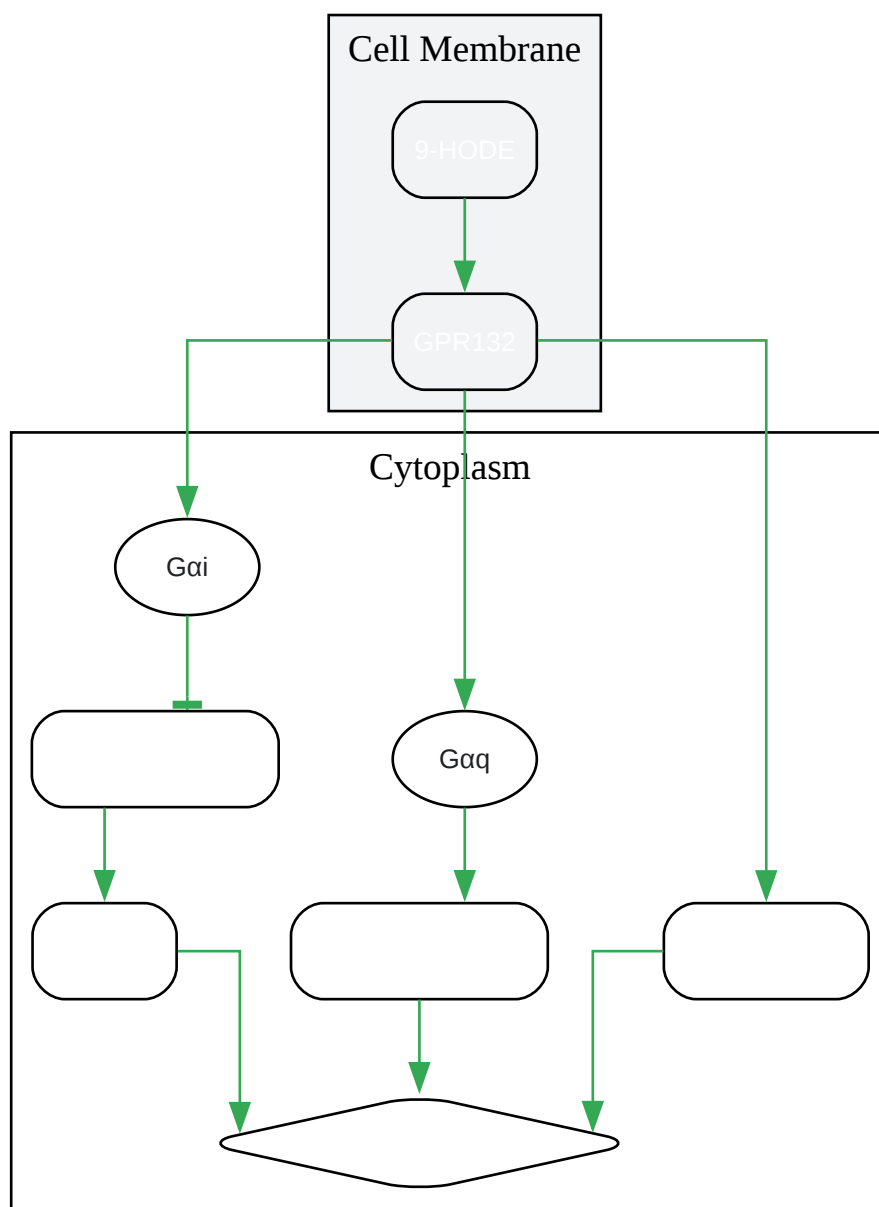 Cell Membrane
9-HODE
GPR132
Cytoplasm
Gαi
Gαq